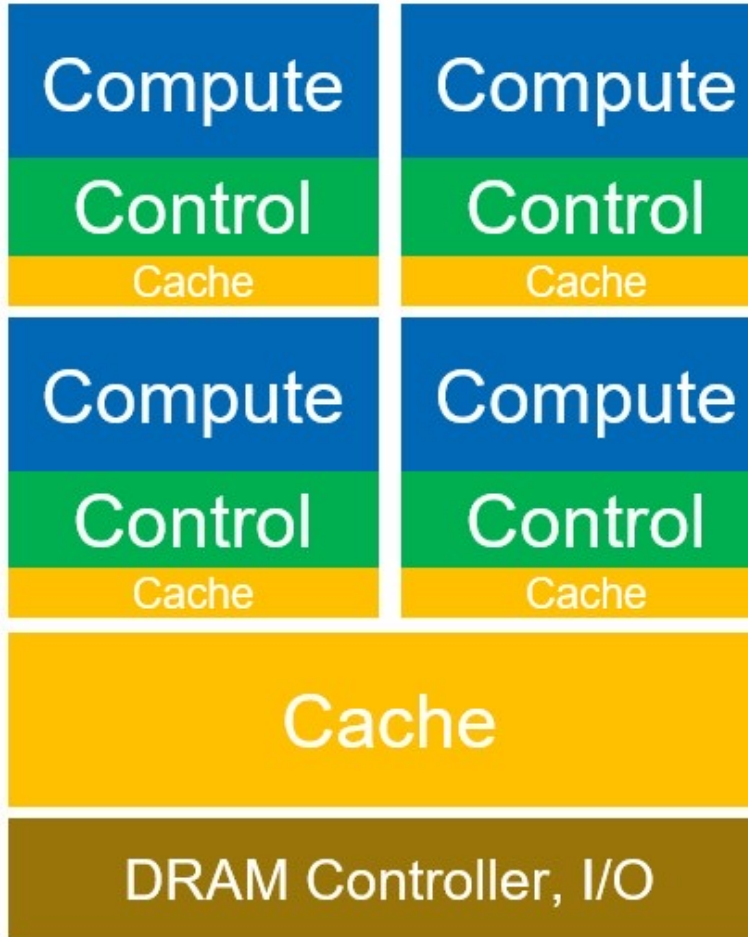 Compute Compute
Control Control
Cache Cache
Compute Compute
Control Control
Cache Cache
Cache
DRAM Controller, I/O